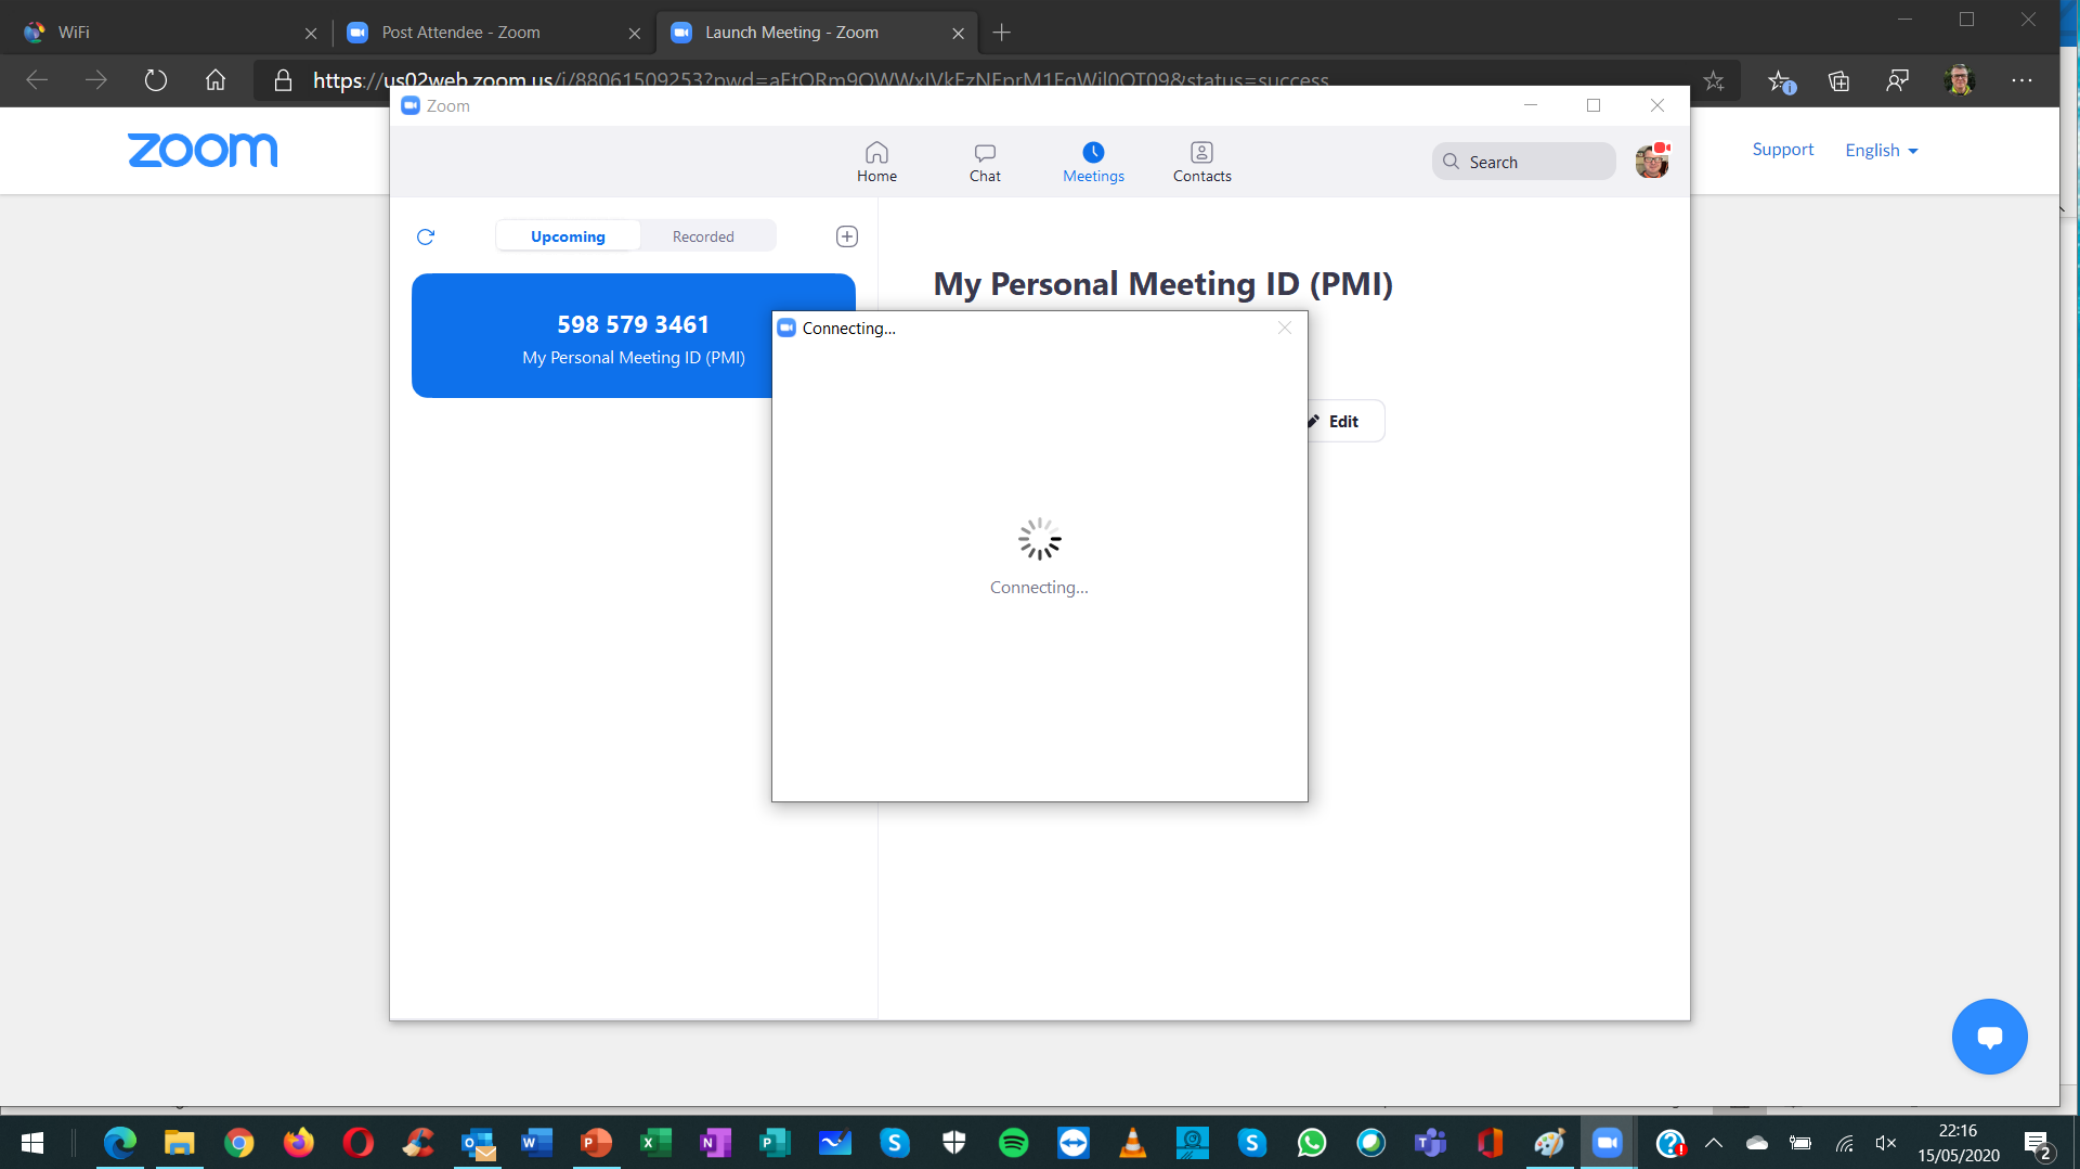 WiFi
Post Attendee - Zoom
Launch Meeting - Zoom
https://us02web.zoom.us/j/88061509253?pwd=
&status=success
Zoom
zoom
Home
Chat
Meetings
Contacts
Search
Support
English
Upcoming
Recorded
My Personal Meeting ID (PMI)
598 579 3461
My Personal Meeting ID (PMI)
Connecting...
Edit
Connecting...
22:16
15/05/2020
2